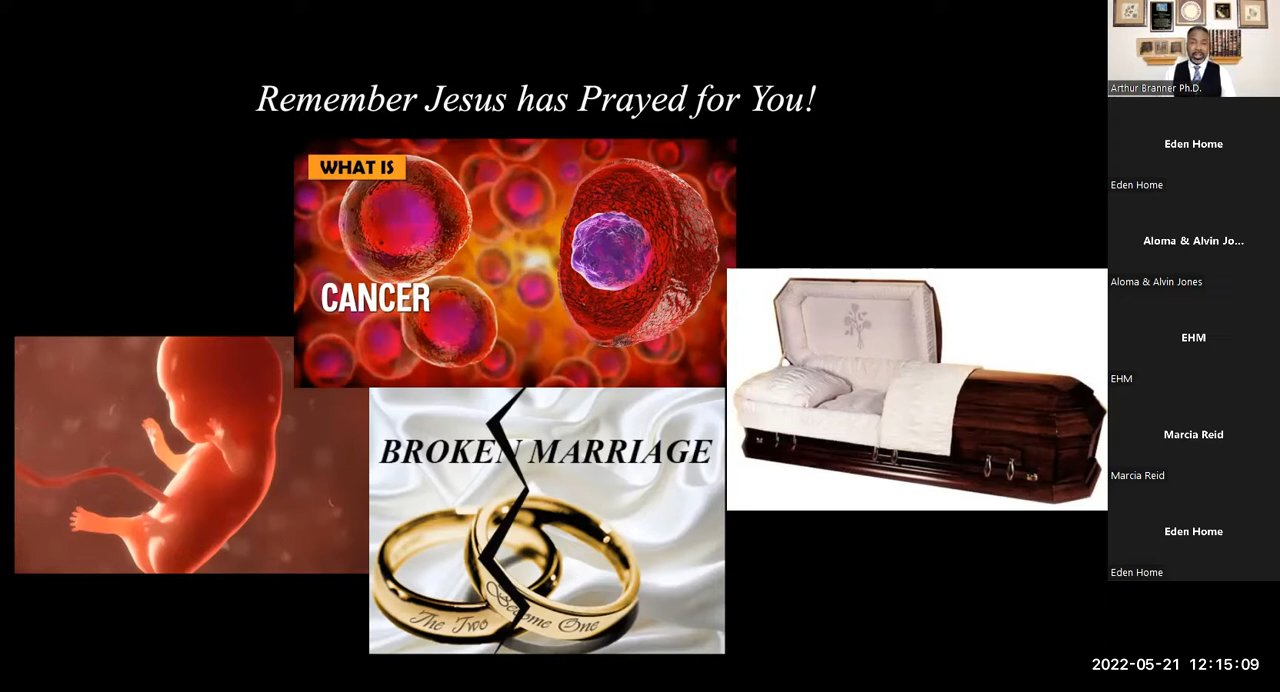 Remember Jesus has Prayed for You!
WHAT IS
CANCER
BROKEN MARRIAGE
The Two Become One
Arthur Branner Ph.D.
Eden Home
Eden Home
Aloma & Alvin Jo...
Aloma & Alvin Jones
EHM
EHM
Marcia Reid
Marcia Reid
Eden Home
Eden Home
2022-05-21 12:15:09